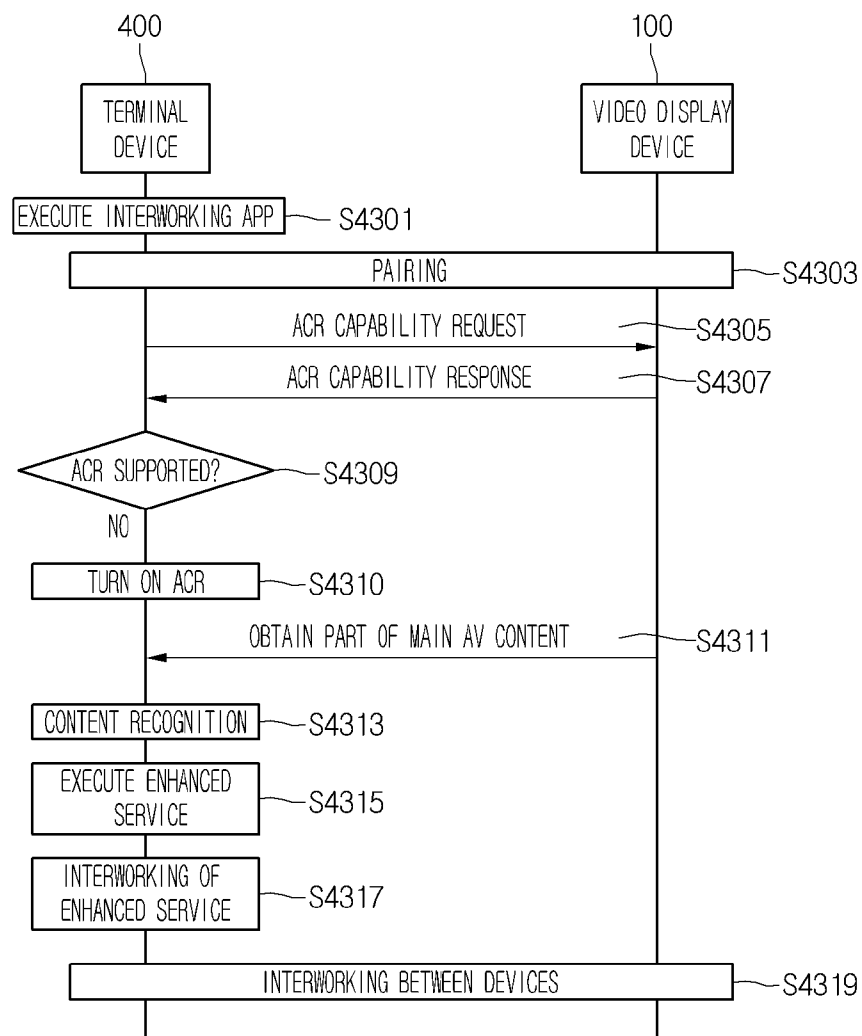 400
100
TERMINAL
DEVICE
VIDEO DISPLAY
DEVICE
EXECUTE INTERWORKING APP
S4301
PAIRING
S4303
ACR CAPABILITY REQUEST
S4305
ACR CAPABILITY RESPONSE
S4307
ACR SUPPORTED?
S4309
NO
TURN ON ACR
S4310
OBTAIN PART OF MAIN AV CONTENT
S4311
CONTENT RECOGNITION
S4313
EXECUTE ENHANCED
SERVICE
S4315
INTERWORKING OF
ENHANCED SERVICE
S4317
INTERWORKING BETWEEN DEVICES
S4319